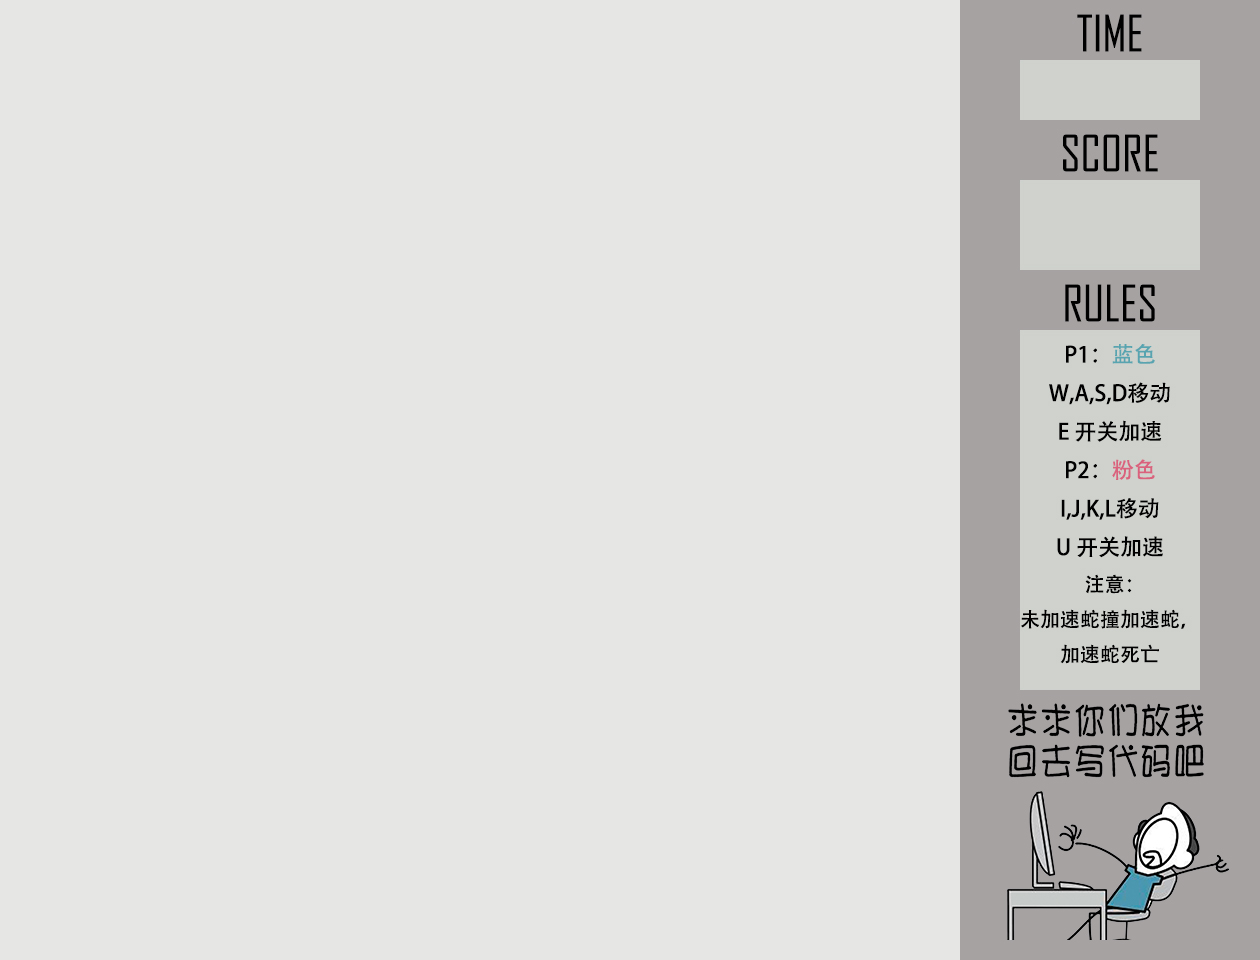 TIME
SCORE
RULES
P1：蓝色
W,A,S,D移动
E 开关加速
P2：粉色
I,J,K,L移动
U 开关加速
注意：
未加速蛇撞加速蛇，
加速蛇死亡
求求你们放我
回去写代码吧